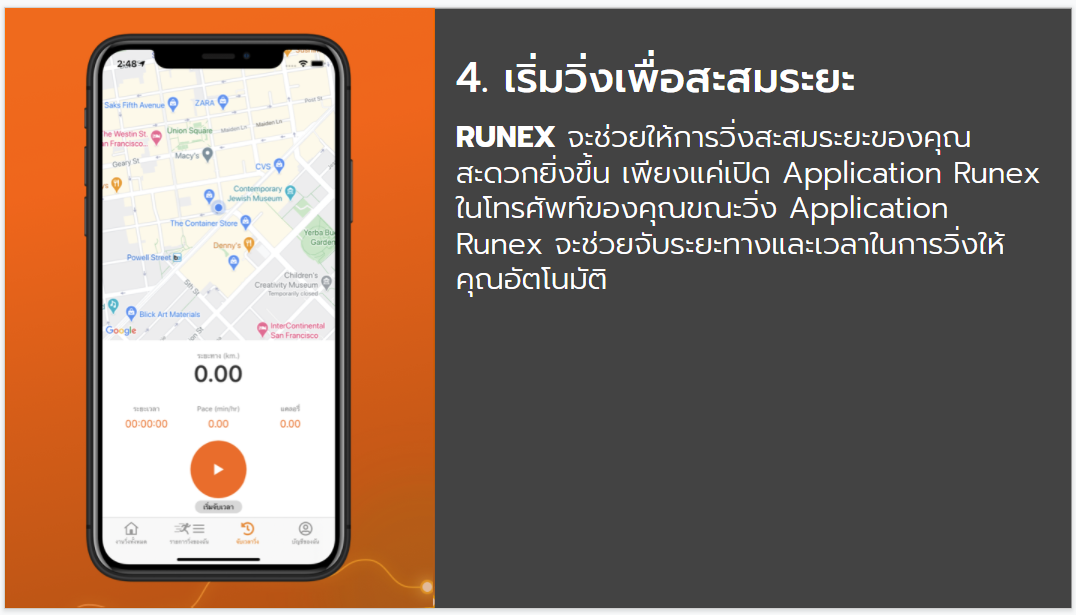 2:48
Saks Fifth Avenue
ZARA
Post St
Union Square
Maiden Ln
Maiden Ln
he Westin St.
n Francisco...
Macy's
Geary St
CVS
Contemporary
Jewish Museum
The Container Store
Yerba Bu
Garden
Denny's
Powell Street
Children's
Creativity Museum
Temporarily closed
5th St
Blick Art Materials
Google
InterContinental
San Francisco
ระยะทาง (km.)
0.00
ระยะเวลา
Pace (min/hr)
แคลอรี่
00:00:00
0.00
0.00
เริ่มจับเวลา
งานวิ่งทั้งหมด
รายการวิ่งของฉัน
จับเวลาวิ่ง
บัญชีของฉัน
4. เริ่มวิ่งเพื่อสะสมระยะ
RUNEX จะช่วยให้การวิ่งสะสมระยะของคุณ
สะดวกยิ่งขึ้น เพียงแค่เปิด Application Runex
ในโทรศัพท์ของคุณขณะวิ่ง Application
Runex จะช่วยจับระยะทางและเวลาในการวิ่งให้
คุณอัตโนมัติ